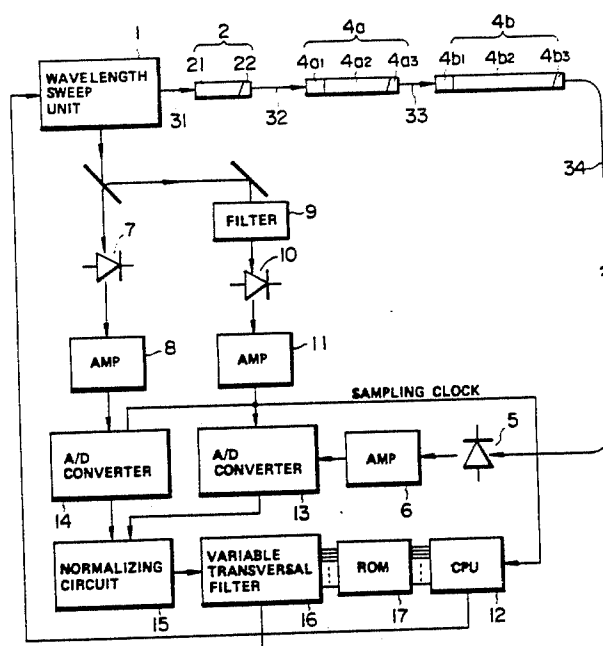 1
WAVELENGTH
SWEEP
UNIT
2
21 22
4a
4a1 4a2 4a3
4b
4b1 4b2 4b3
31
32
33
34
FILTER
9
7
10
AMP
8
AMP
11
SAMPLING CLOCK
A/D
CONVERTER
14
A/D
CONVERTER
13
AMP
6
5
NORMALIZING
CIRCUIT
15
VARIABLE
TRANSVERSAL
FILTER
16
ROM
17
CPU
12